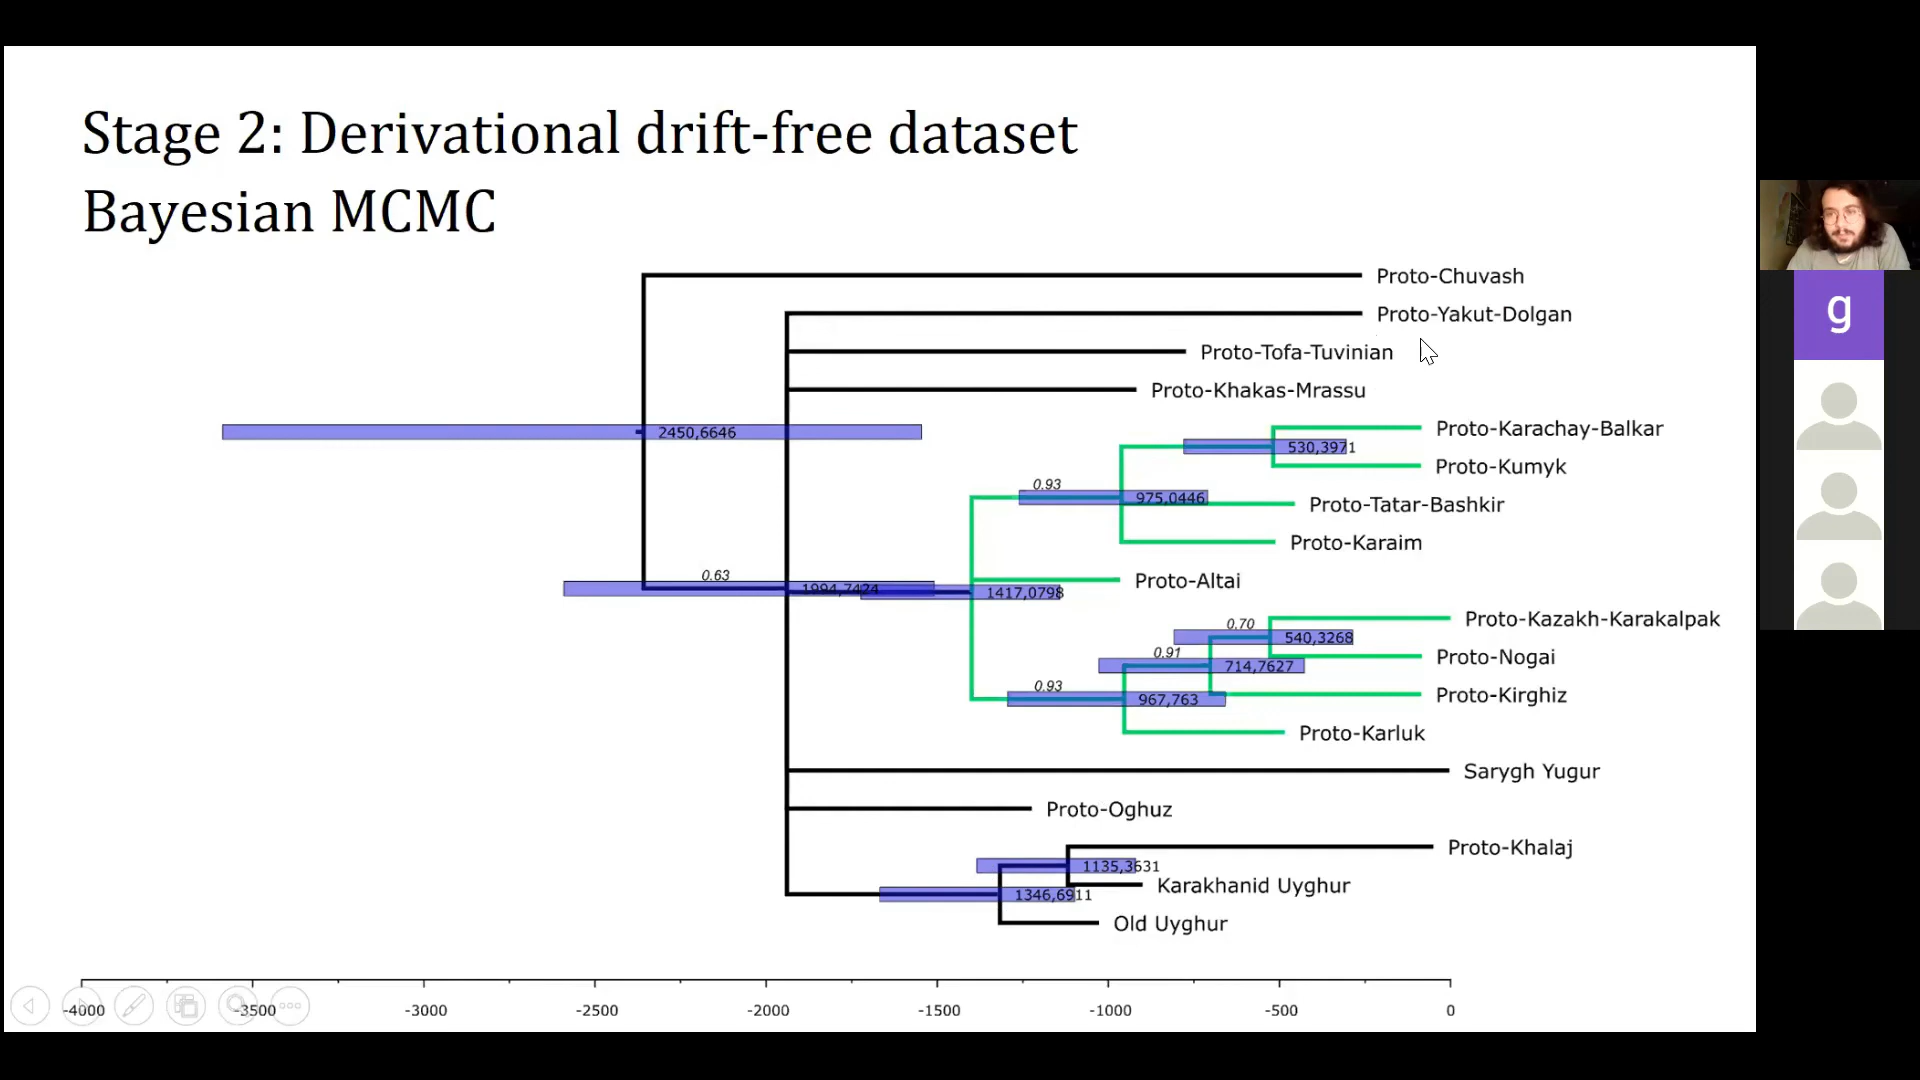 Stage 2: Derivational drift-free dataset
Bayesian MCMC
Proto-Chuvash
g
Proto-Yakut-Dolgan
Proto-Tofa-Tuvinian
Proto-Khakas-Mrassu
Proto-Karachay-Balkar
2450,6646
530,3971
Proto-Kumyk
0.93
975,0446
Proto-Tatar-Bashkir
Proto-Karaim
0.63
Proto-Altai
1994,7424
1417,0798
Proto-Kazakh-Karakalpak
0.70
540,3268
0.91
Proto-Nogai
714,7627
0.93
967,763
Proto-Kirghiz
Proto-Karluk
Sarygh Yugur
Proto-Oghuz
Proto-Khalaj
1135,3631
Karakhanid Uyghur
1346,6911
Old Uyghur
-4000 -3500 -3000 -2500 -2000 -1500 -1000 -500 0